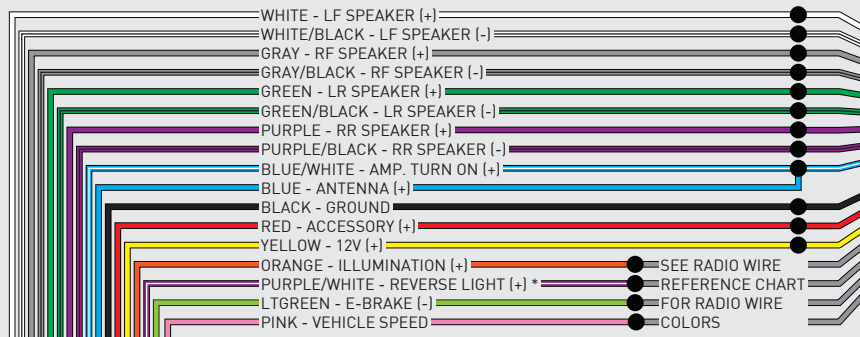 WHITE - LF SPEAKER (+)
WHITE/BLACK - LF SPEAKER (-)
GRAY - RF SPEAKER (+)
GRAY/BLACK - RF SPEAKER (-)
GREEN - LR SPEAKER (+)
GREEN/BLACK - LR SPEAKER (-)
PURPLE - RR SPEAKER (+)
PURPLE/BLACK - RR SPEAKER (-)
BLUE/WHITE - AMP. TURN ON (+)
BLUE - ANTENNA (+)
BLACK - GROUND
RED - ACCESSORY (+)
YELLOW - 12V (+)
ORANGE - ILLUMINATION (+) SEE RADIO WIRE
PURPLE/WHITE - REVERSE LIGHT (+) * REFERENCE CHART
LTGREEN - E-BRAKE (-) FOR RADIO WIRE
PINK - VEHICLE SPEED COLORS